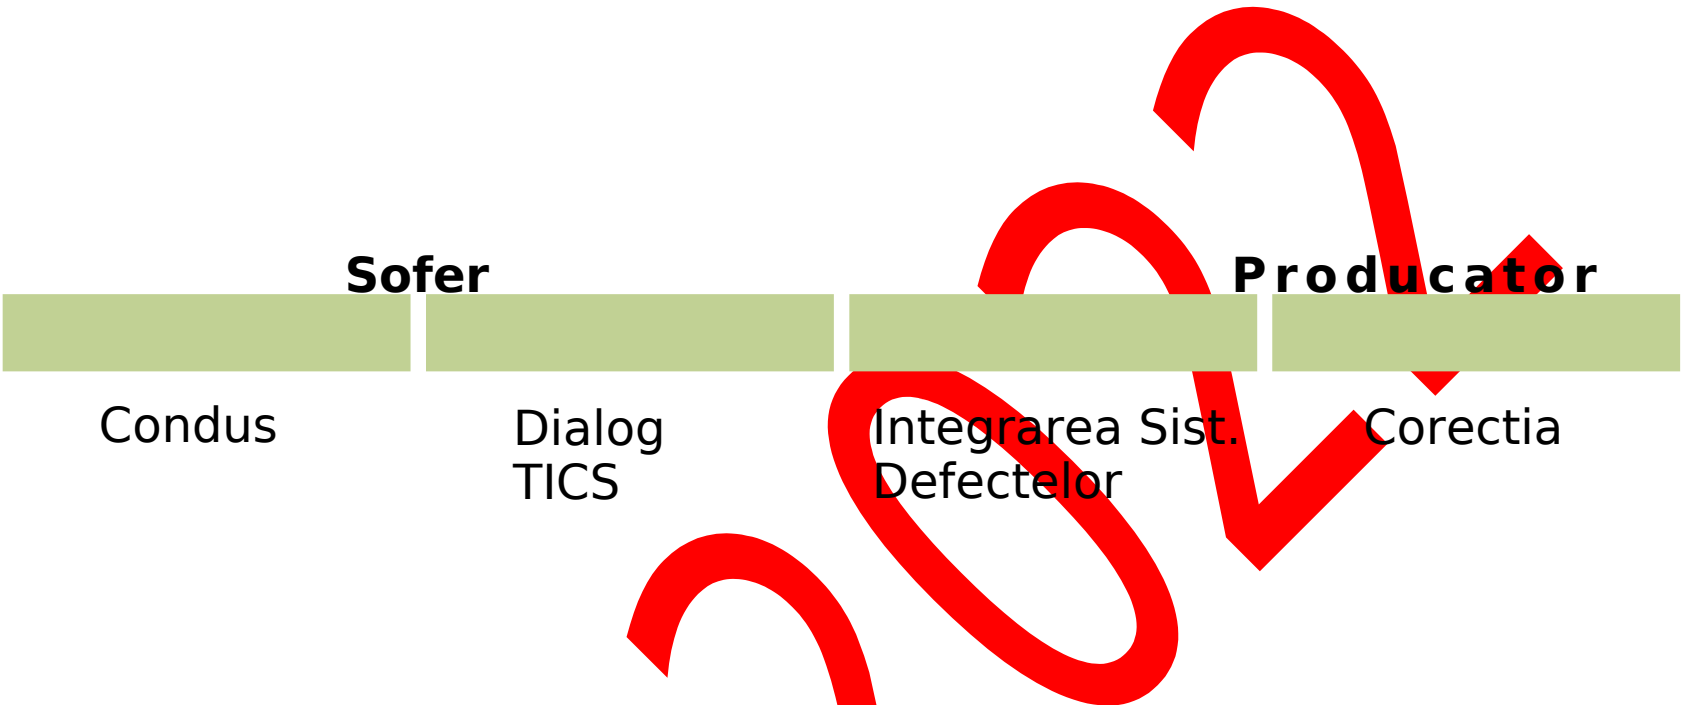 Sofer
Producator
Condus
Dialog
TICS
Integrarea Sist.
Defectelor
Corectia
2022